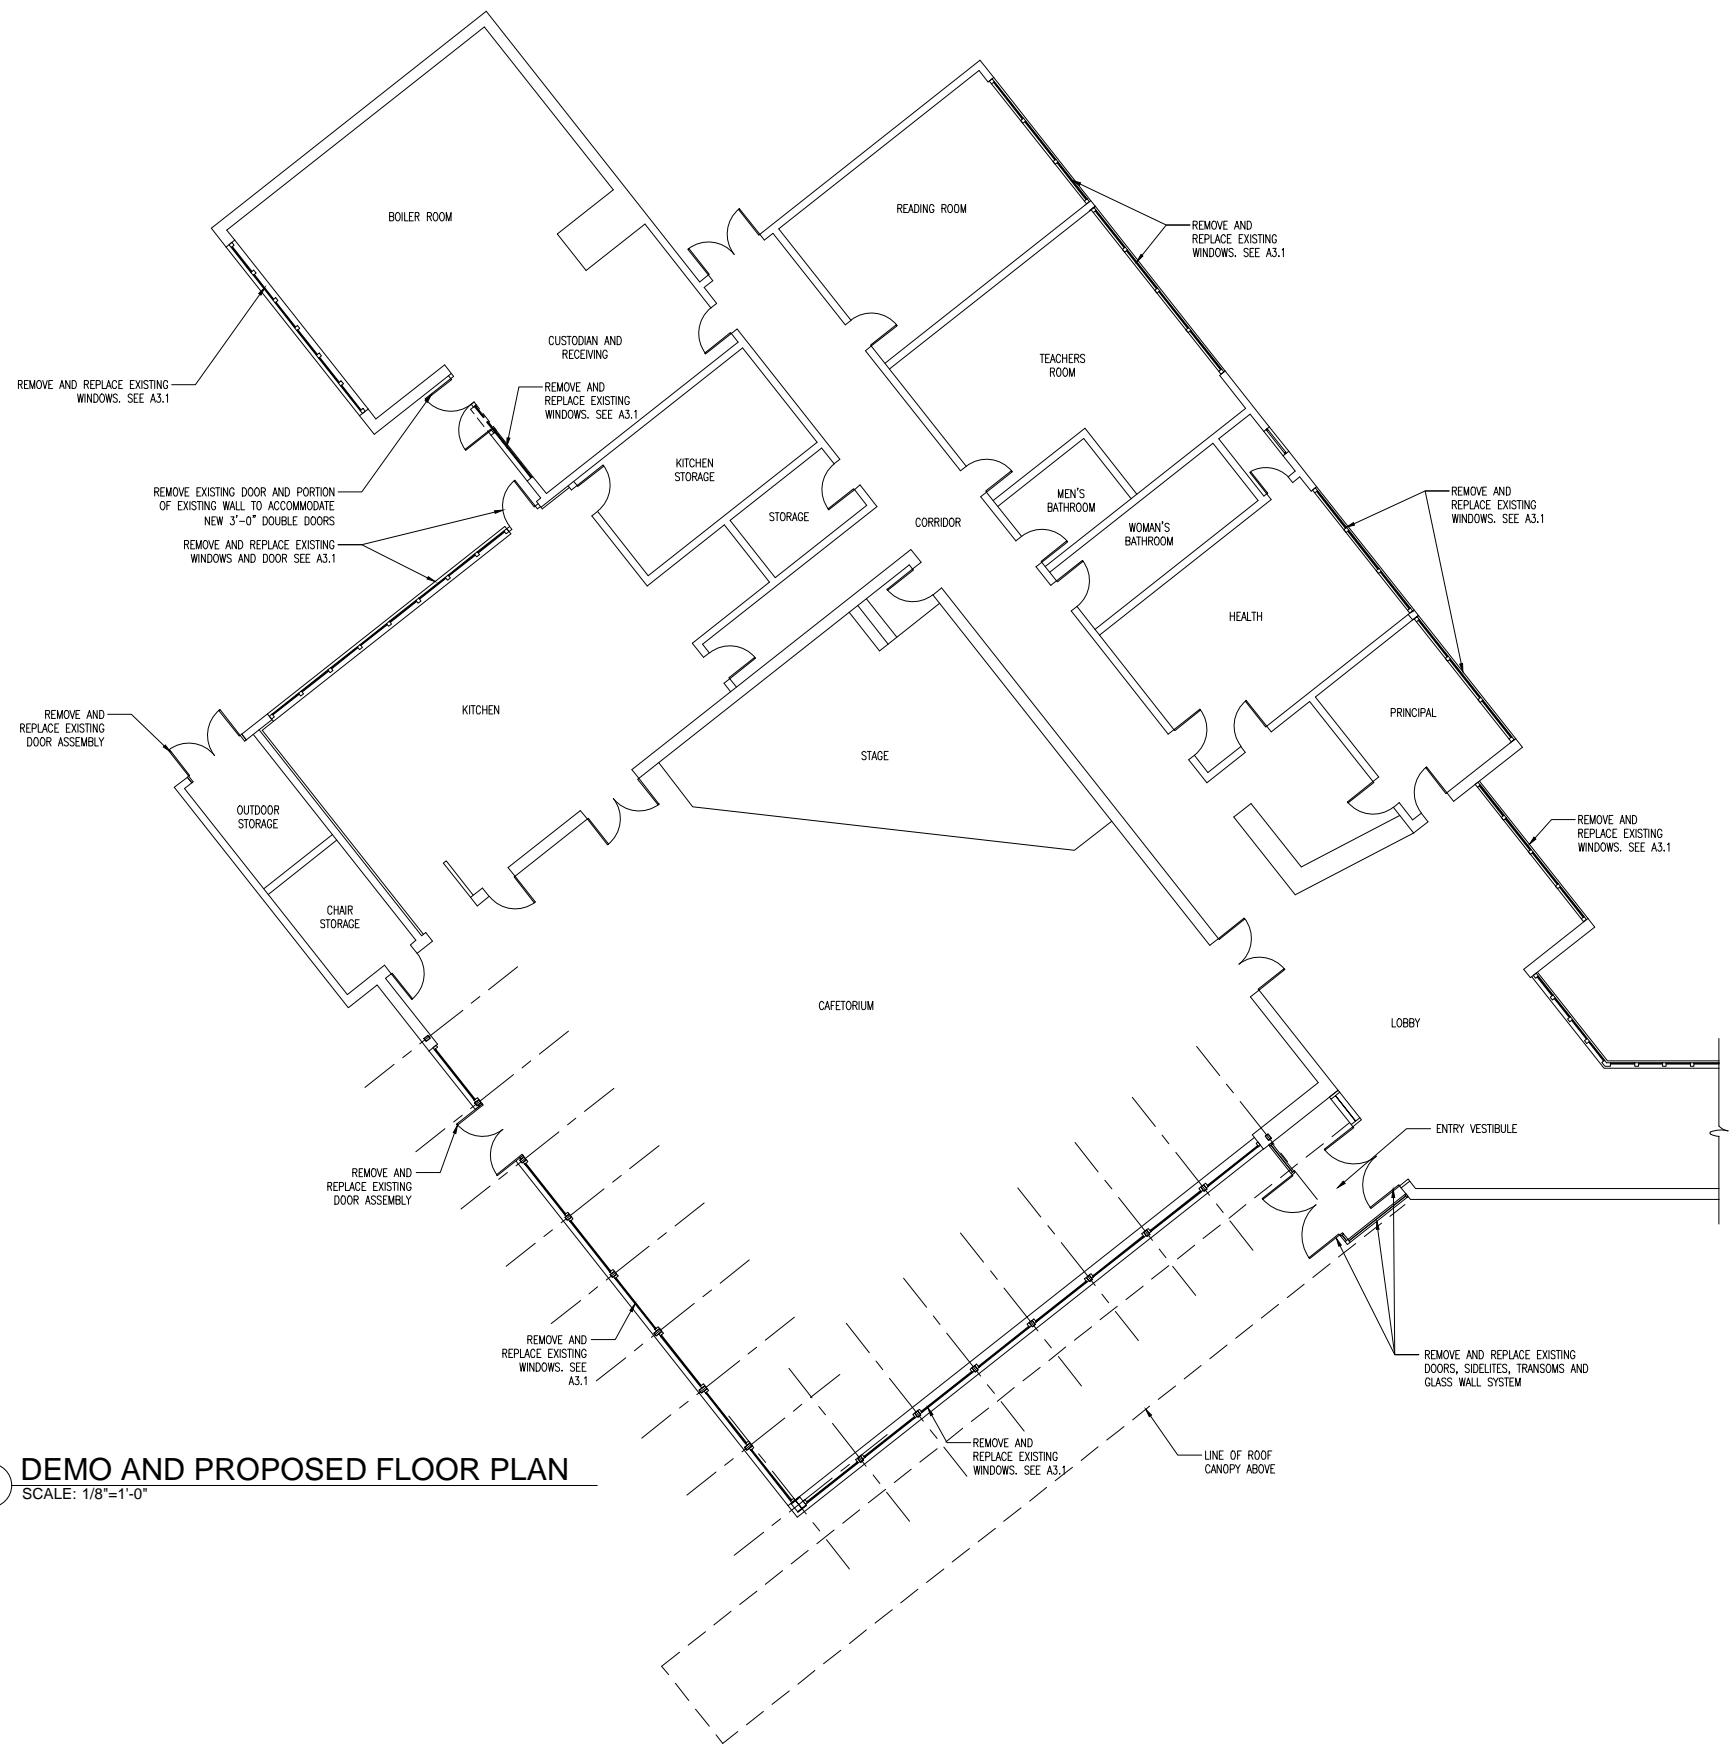 BOILER ROOM
READING ROOM
REMOVE AND
REPLACE EXISTING
WINDOWS. SEE A3.1
CUSTODIAN AND
RECEIVING
TEACHERS
ROOM
REMOVE AND REPLACE EXISTING
WINDOWS. SEE A3.1
REMOVE AND
REPLACE EXISTING
WINDOWS. SEE A3.1
KITCHEN
STORAGE
REMOVE EXISTING DOOR AND PORTION
OF EXISTING WALL TO ACCOMMODATE
NEW 3'-0" DOUBLE DOORS
STORAGE
CORRIDOR
MEN'S
BATHROOM
WOMAN'S
BATHROOM
REMOVE AND
REPLACE EXISTING
WINDOWS. SEE A3.1
REMOVE AND REPLACE EXISTING
WINDOWS AND DOOR SEE A3.1
HEALTH
REMOVE AND
REPLACE EXISTING
DOOR ASSEMBLY
KITCHEN
STAGE
PRINCIPAL
OUTDOOR
STORAGE
REMOVE AND
REPLACE EXISTING
WINDOWS. SEE A3.1
CHAIR
STORAGE
CAFETORIUM
LOBBY
ENTRY VESTIBULE
REMOVE AND
REPLACE EXISTING
DOOR ASSEMBLY
REMOVE AND
REPLACE EXISTING
WINDOWS. SEE
A3.1
REMOVE AND REPLACE EXISTING
DOORS, SIDELITES, TRANSOMS AND
GLASS WALL SYSTEM
REMOVE AND
REPLACE EXISTING
WINDOWS. SEE A3.1
LINE OF ROOF
CANOPY ABOVE
DEMO AND PROPOSED FLOOR PLAN
SCALE: 1/8"=1'-0"